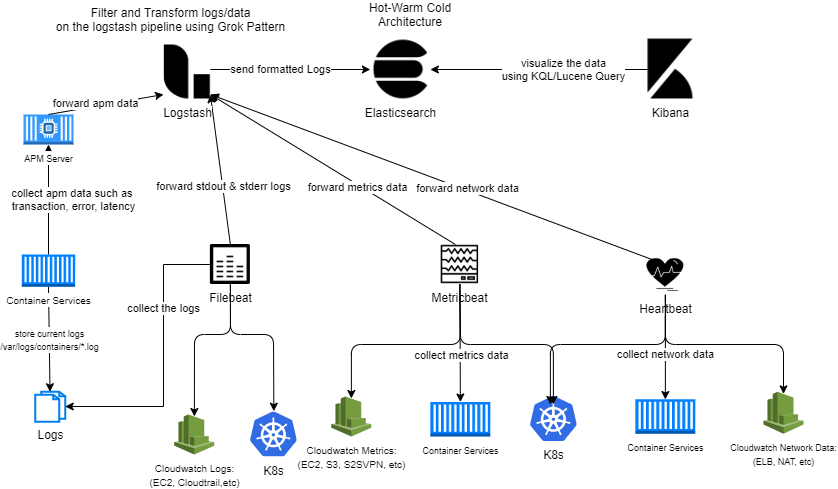 Filter and Transform logs/data
on the logstash pipeline using Grok Pattern
Hot-Warm Cold
Architecture
send formatted Logs
visualize the data
using KQL/Lucene Query
Logstash
Elasticsearch
Kibana
forward apm data
APM Server
collect apm data such as
transaction, error, latency
forward stdout & stderr logs
forward metrics data
forward network data
Container Services
Filebeat
Metricbeat
Heartbeat
collect the logs
store current logs
/var/logs/containers/*.log
collect metrics data
collect network data
Logs
Cloudwatch Logs:
(EC2, Cloudtrail,etc)
K8s
Cloudwatch Metrics:
(EC2, S3, S2SVPN, etc)
Container Services
K8s
Container Services
Cloudwatch Network Data:
(ELB, NAT, etc)